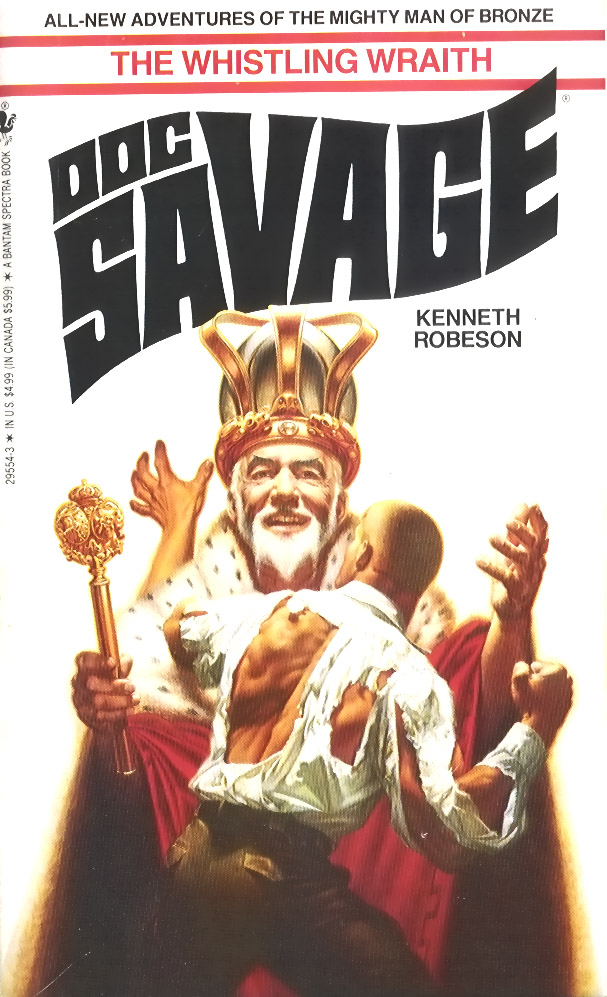 ALL-NEW ADVENTURES OF THE MIGHTY MAN OF BRONZE
THE WHISTLING WRAITH
DOC
SAVAGE
®
KENNETH
ROBESON
®
29554-3 ★ IN U.S. $4.99 (IN CANADA $5.99) ★ A BANTAM SPECTRA BOOK